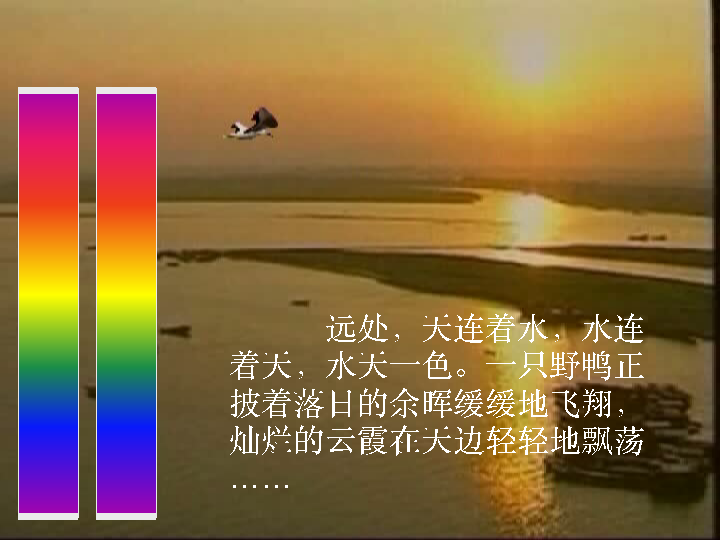 远处，天连着水，水连
着天，水天一色。一只野鸭正
披着落日的余晖缓缓地飞翔，
灿烂的云霞在天边轻轻地飘荡
……